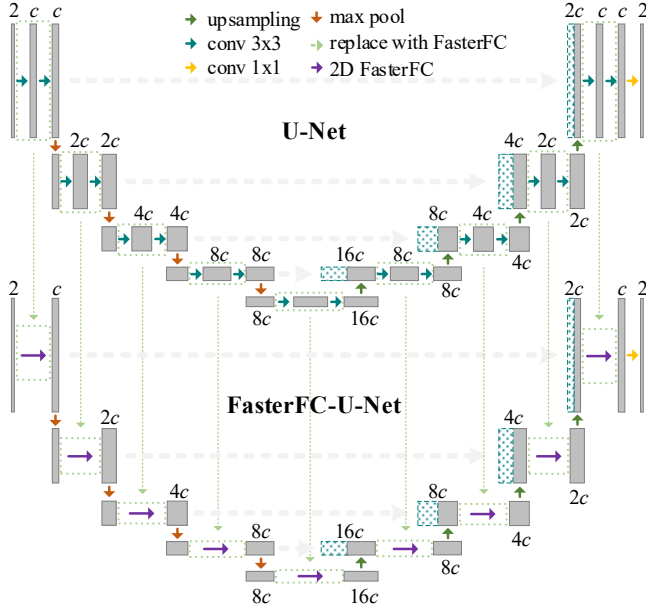 2 c c
upsampling max pool
conv 3x3 replace with FasterFC
conv 1x1 2D FasterFC
2c c c 2
U-Net
2c 2c
4c 2c
2c
4c 4c
8c 4c
4c
8c 8c
16c 8c
8c
8c 16c
2 c
2c c 2
FasterFC-U-Net
2c
4c
2c
4c
8c
4c
8c
16c
8c
8c 16c